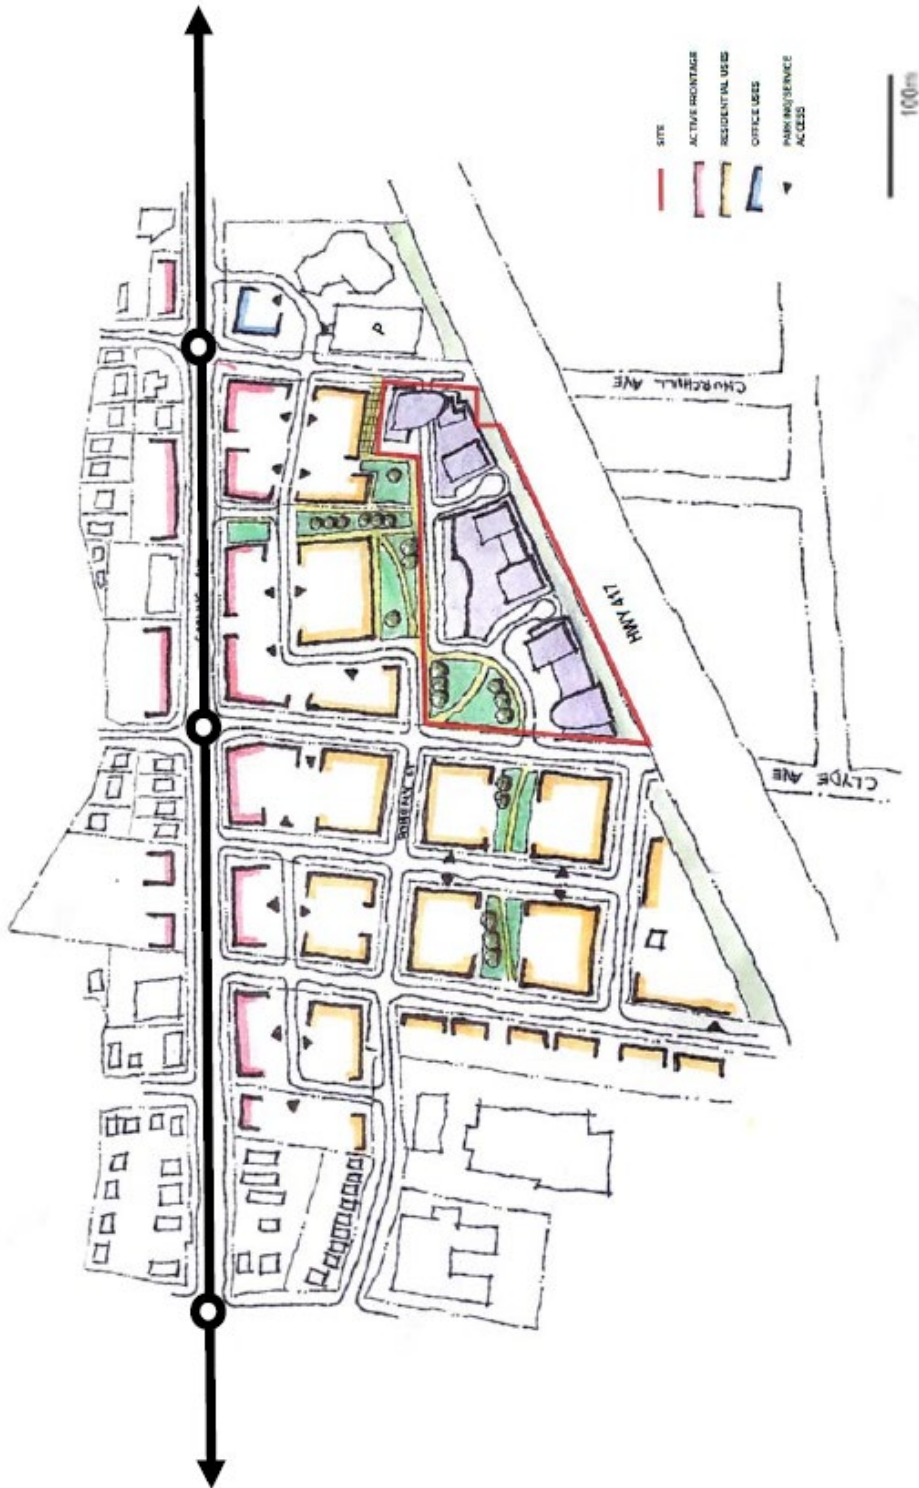 SITE
ACTIVE FRONTAGE
RESIDENTIAL USES
OFFICE USES
PARKING/SERVICE
ACCESS
100m
P
CHURCHILL AVE
HWY 417
CLYDE AVE